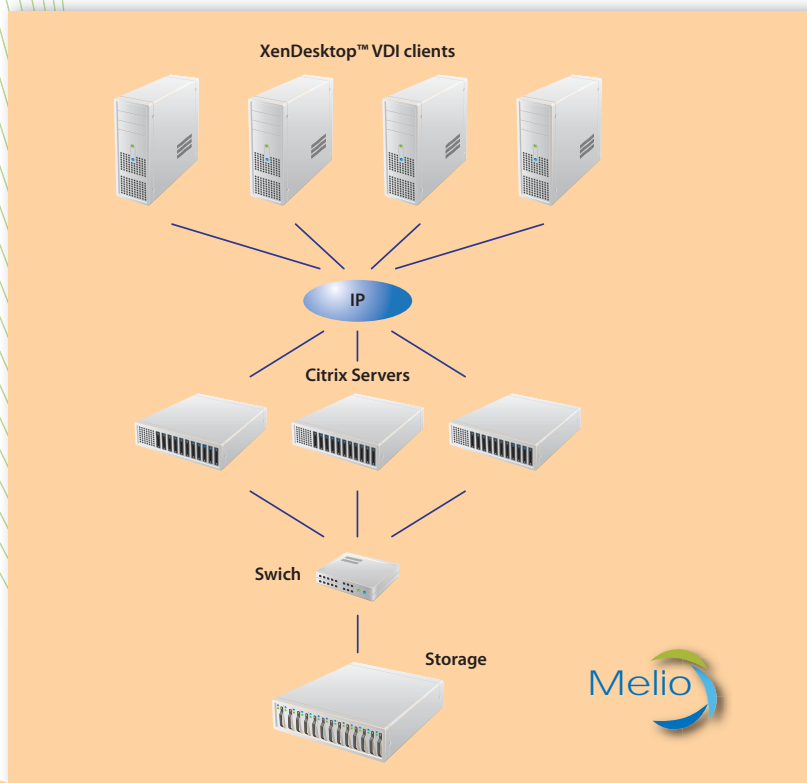 XenDesktop™ VDI clients
IP
Citrix Servers
Swich
Storage
Melio